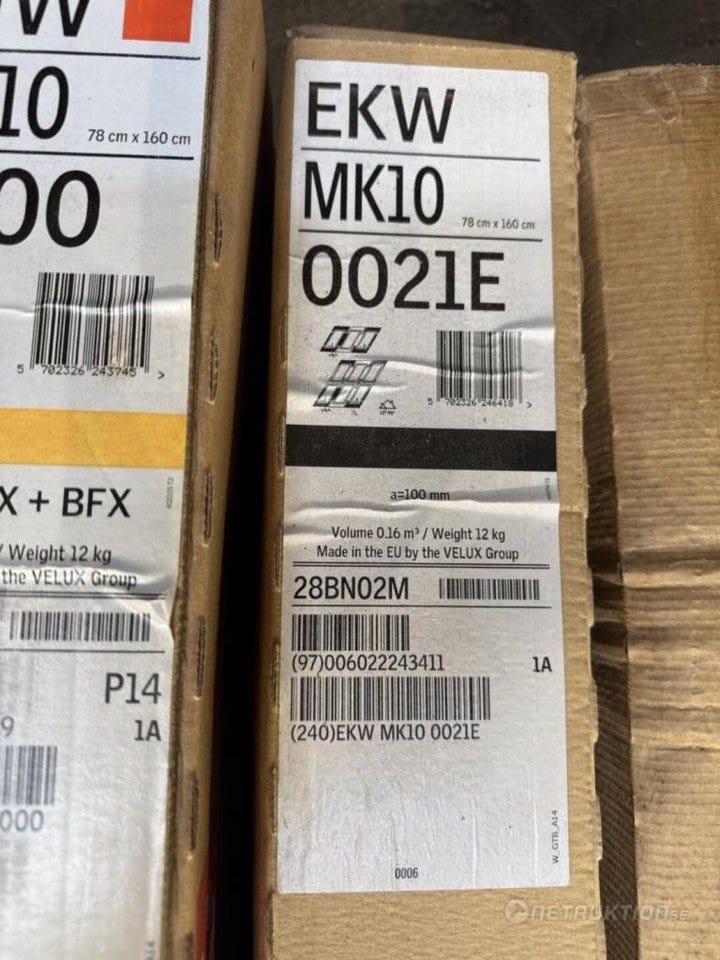 W
10
78 cm x 160 cm
00
5 702326 243745 >
X + BFX
/ Weight 12 kg
the VELUX Group
P14
9
1A
000
EKW
MK10
78 cm x 160 cm
0021E
5 702326 246418 >
a=100 mm
Volume 0.16 m³ / Weight 12 kg
Made in the EU by the VELUX Group
28BN02M
(97)006022243411
1A
(240)EKW MK10 0021E
W_GTB_A14
0006
NETAUKTION.SE